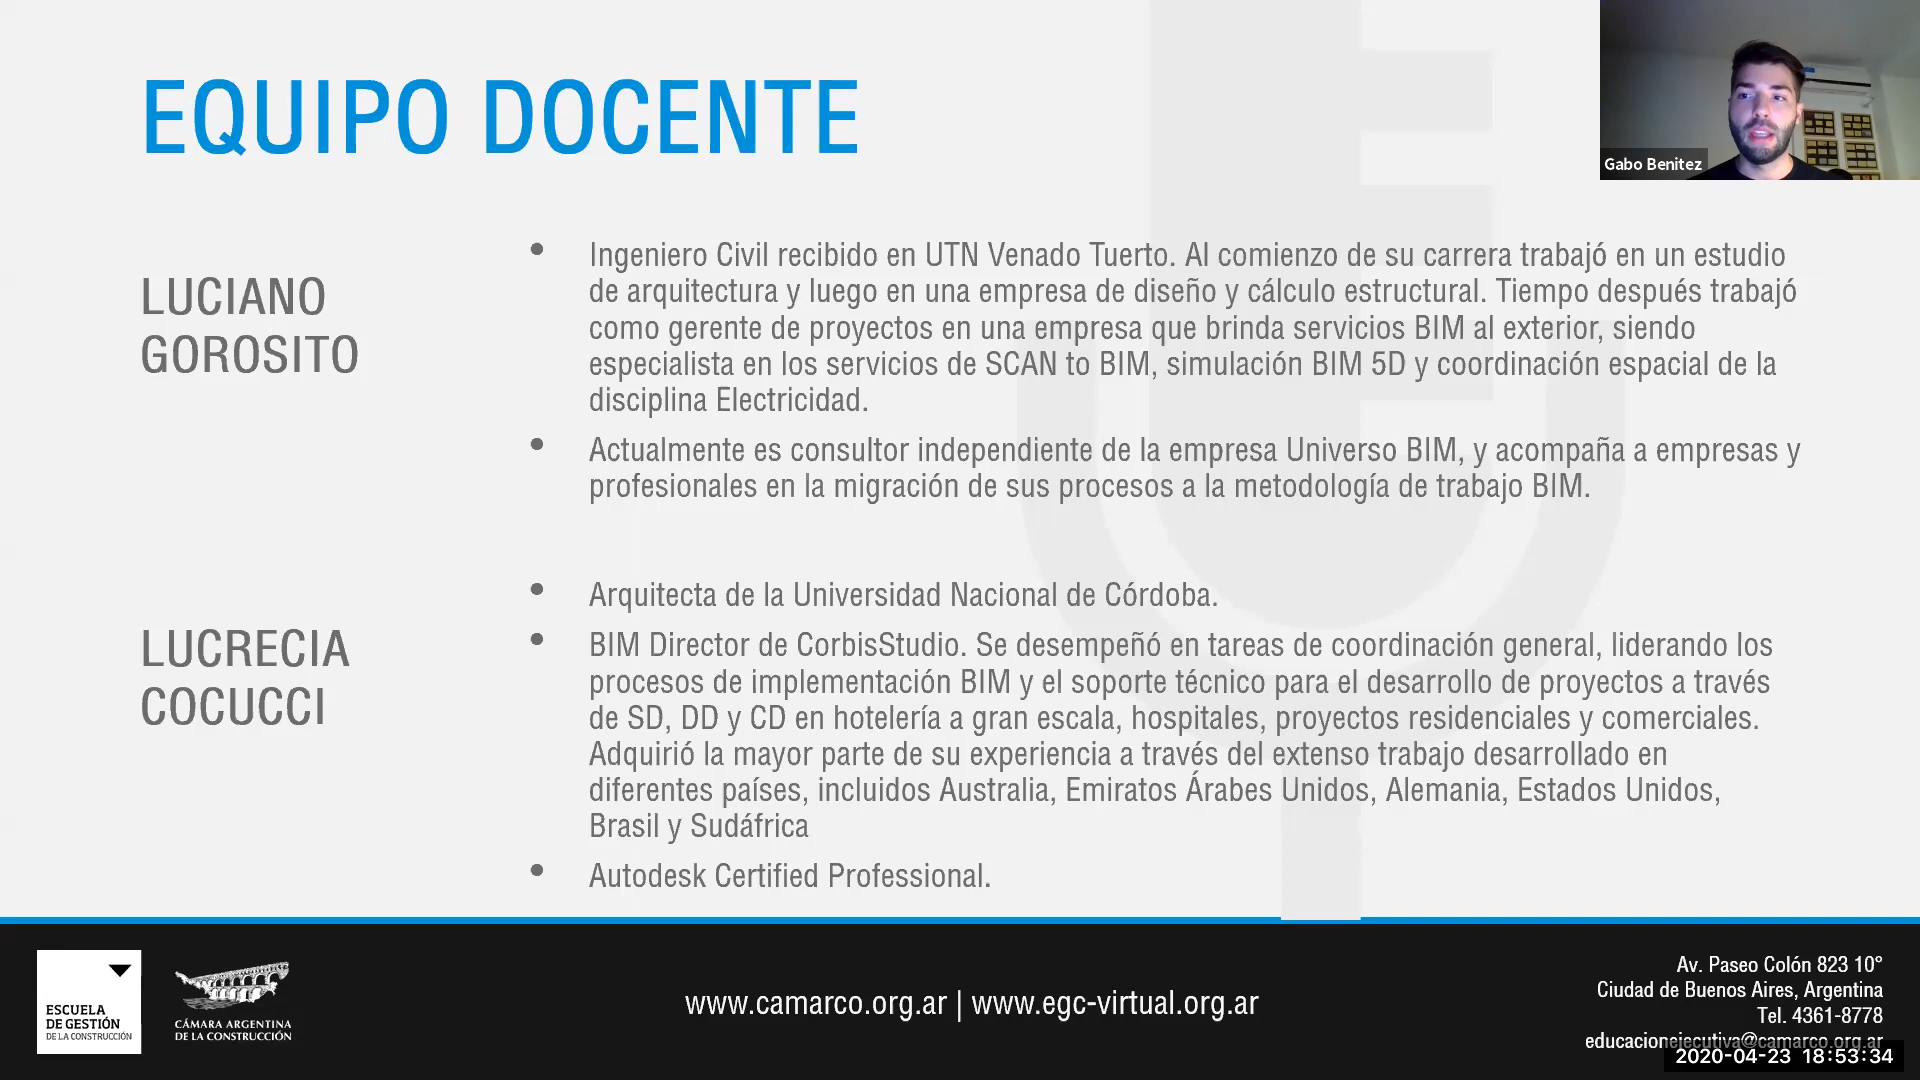 EQUIPO DOCENTE
Gabo Benitez
LUCIANO
GOROSITO
• Ingeniero Civil recibido en UTN Venado Tuerto. Al comienzo de su carrera trabajó en un estudio
de arquitectura y luego en una empresa de diseño y cálculo estructural. Tiempo después trabajó
como gerente de proyectos en una empresa que brinda servicios BIM al exterior, siendo
especialista en los servicios de SCAN to BIM, simulación BIM 5D y coordinación espacial de la
disciplina Electricidad.
• Actualmente es consultor independiente de la empresa Universo BIM, y acompaña a empresas y
profesionales en la migración de sus procesos a la metodología de trabajo BIM.
LUCRECIA
COCUCCI
• Arquitecta de la Universidad Nacional de Córdoba.
• BIM Director de CorbisStudio. Se desempeñó en tareas de coordinación general, liderando los
procesos de implementación BIM y el soporte técnico para el desarrollo de proyectos a través
de SD, DD y CD en hotelería a gran escala, hospitales, proyectos residenciales y comerciales.
Adquirió la mayor parte de su experiencia a través del extenso trabajo desarrollado en
diferentes países, incluidos Australia, Emiratos Árabes Unidos, Alemania, Estados Unidos,
Brasil y Sudáfrica
• Autodesk Certified Professional.
ESCUELA
DE GESTIÓN
DE LA CONSTRUCCIÓN
CÁMARA ARGENTINA
DE LA CONSTRUCCIÓN
www.camarco.org.ar | www.egc-virtual.org.ar
Av. Paseo Colón 823 10°
Ciudad de Buenos Aires, Argentina
Tel. 4361-8778
educacionejecutiva@camarco.org.ar
2020-04-23 18:53:34